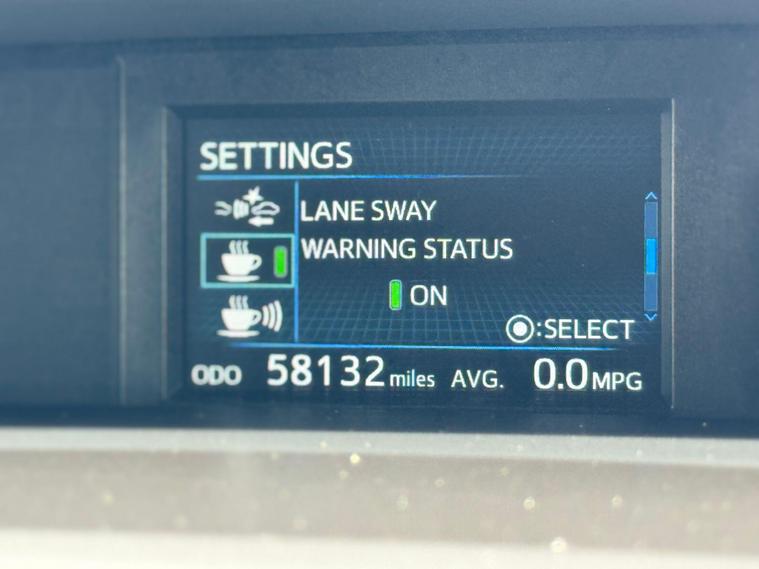 SETTINGS
LANE SWAY
WARNING STATUS
ON
:SELECT
ODO 58132 miles AVG. 0.0 MPG